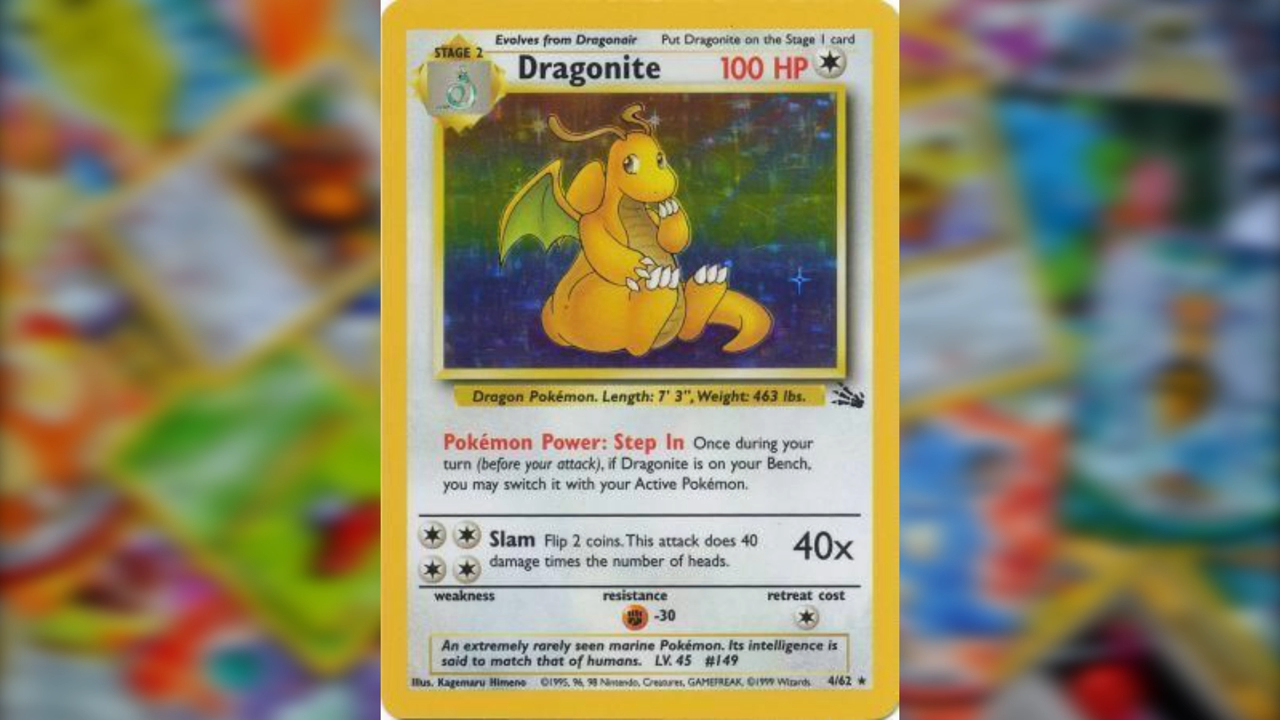 Evolves from Dragonair Put Dragonite on the Stage 1 card
STAGE 2
Dragonite 100 HP
Dragon Pokémon. Length: 7' 3", Weight: 463 lbs.
Pokémon Power: Step In Once during your
turn (before your attack), if Dragonite is on your Bench,
you may switch it with your Active Pokémon.
Slam Flip 2 coins. This attack does 40
damage times the number of heads.
40x
weakness resistance retreat cost
-30
An extremely rarely seen marine Pokémon. Its intelligence is
said to match that of humans. LV. 45 #149
Illus. Kagemaru Himeno ©1995, 96, 98 Nintendo, Creatures, GAMEFREAK, ©1999 Wizards. 4/62 ★